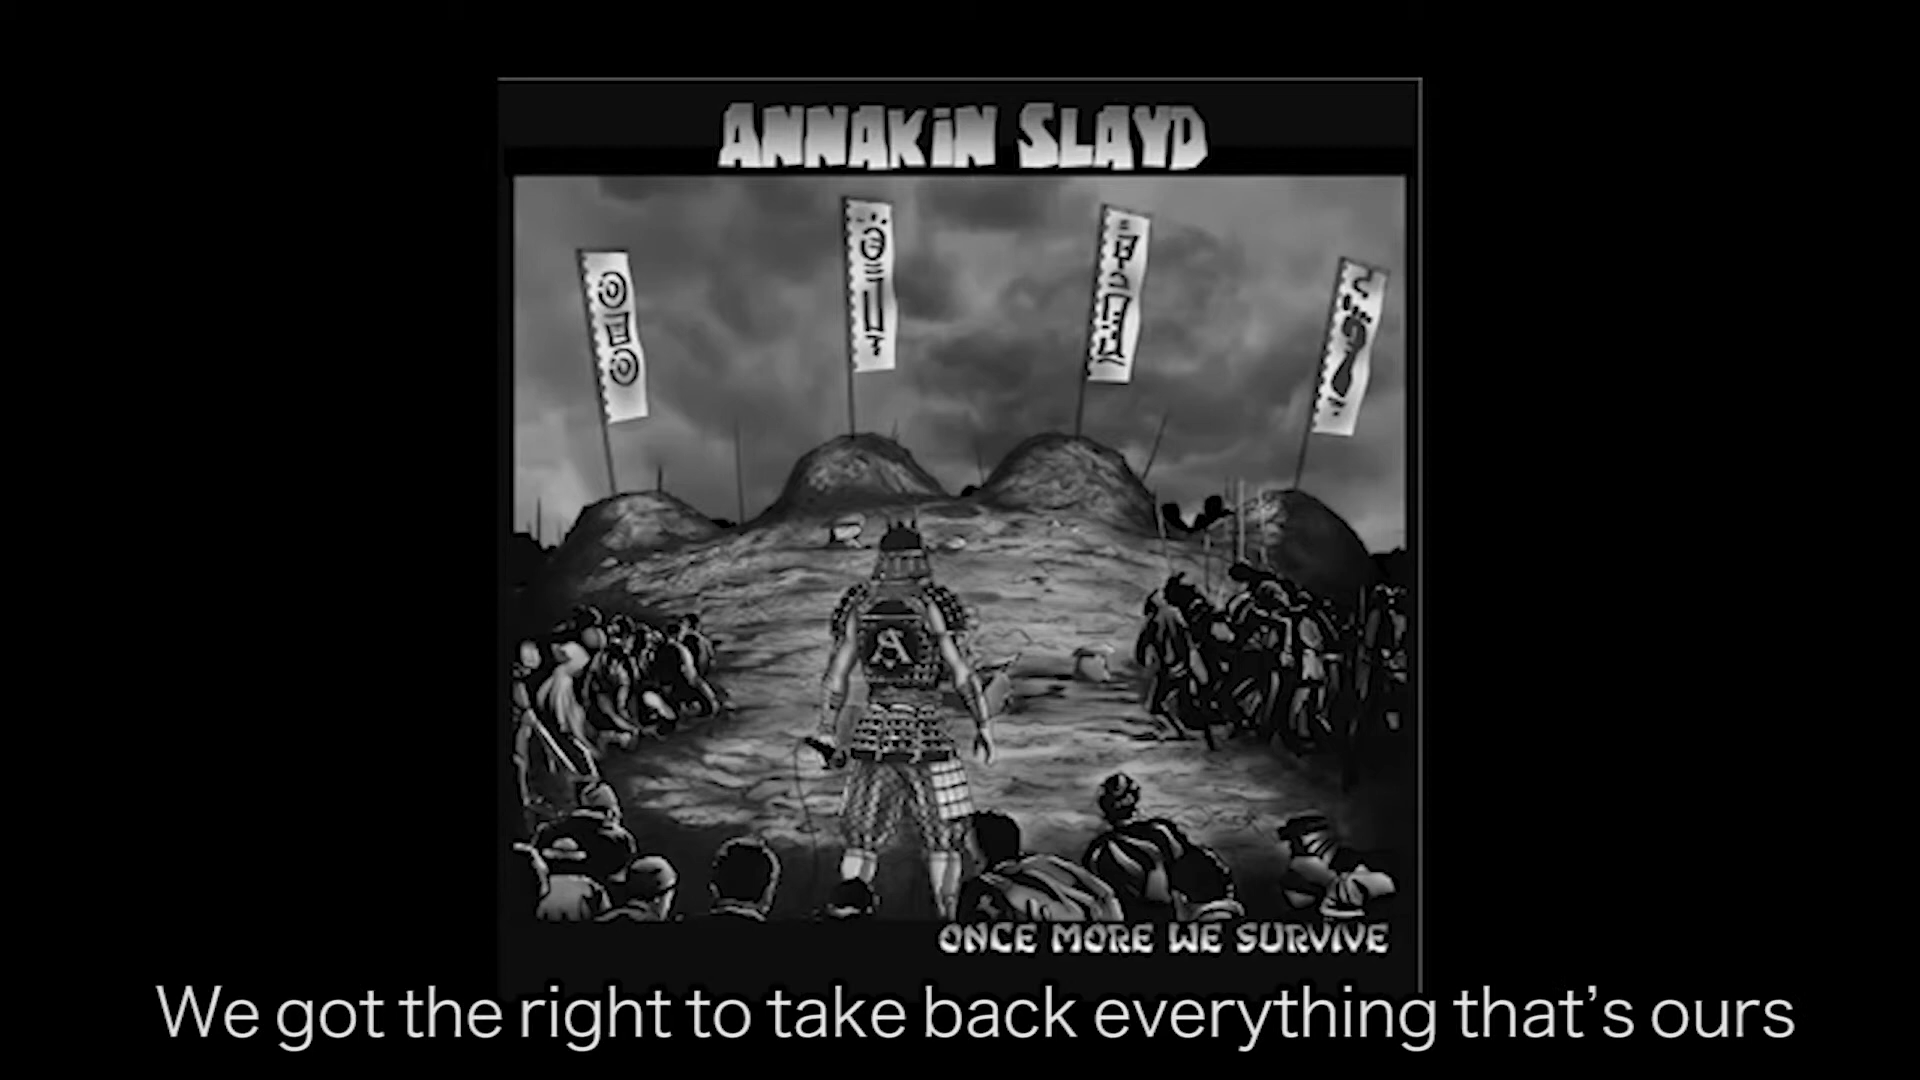 ANNAKIN SLAYD
A
ONCE MORE WE SURVIVE
We got the right to take back everything that's ours